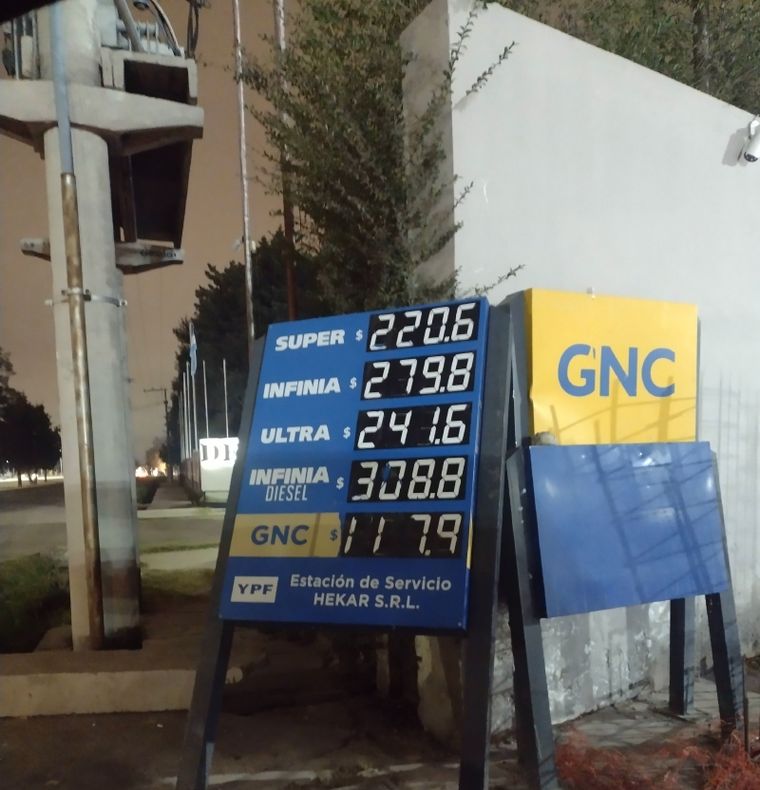 SUPER $ 220.6
INFINIA $ 279.8
ULTRA $ 241.6
INFINIA
DIESEL $ 308.8
GNC $ 117.9
YPF Estación de Servicio
HEKAR S.R.L.
GNC